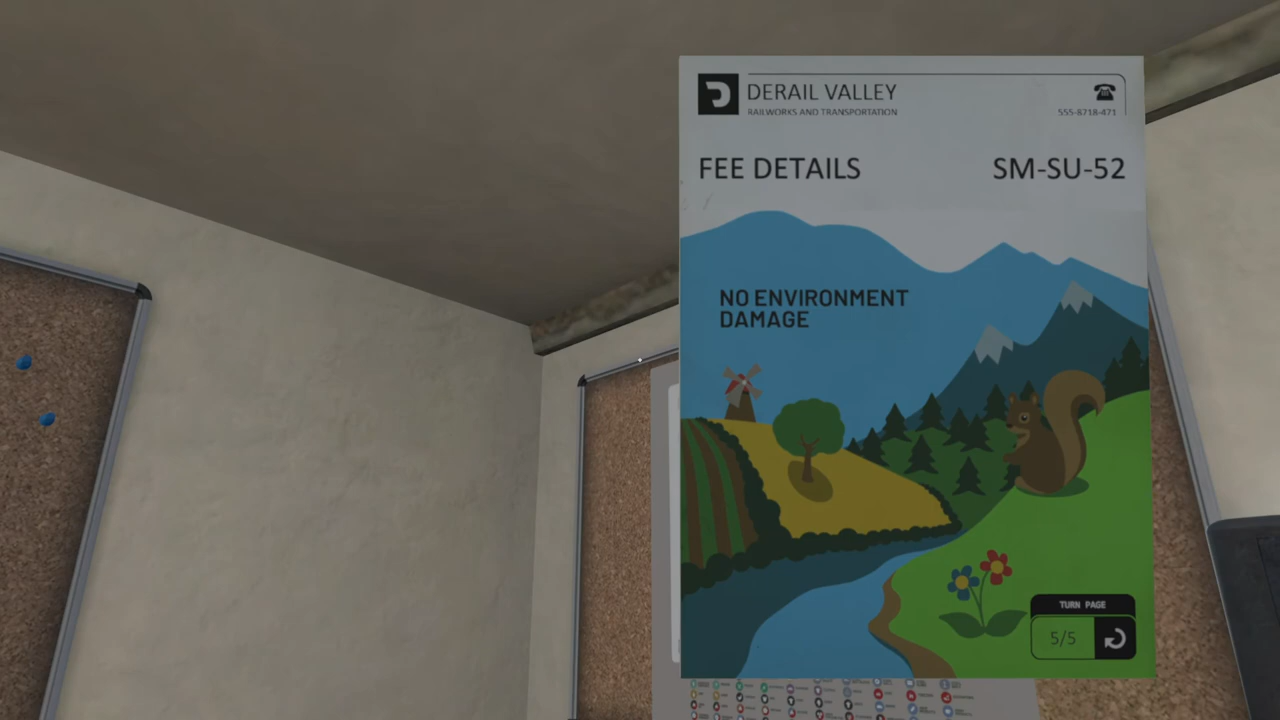 DERAIL VALLEY
RAILWORKS AND TRANSPORTATION
555-8718-471
FEE DETAILS
SM-SU-52
NO ENVIRONMENT
DAMAGE
TURN PAGE
5/5